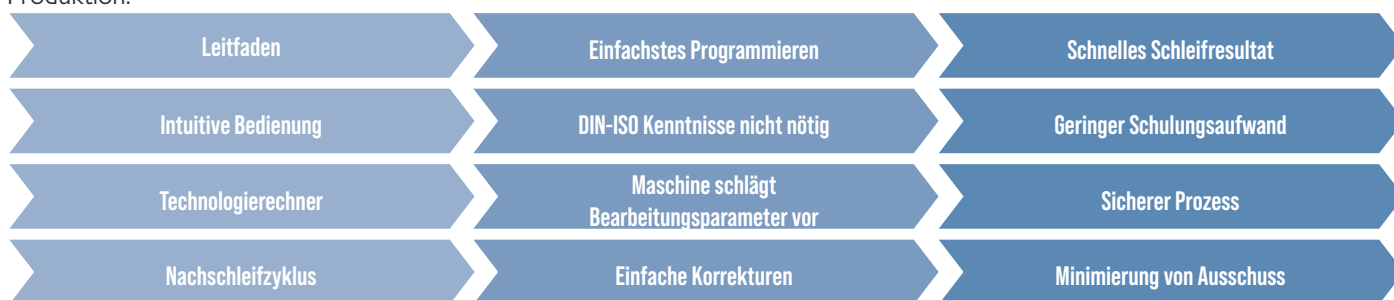 Produktion.
Leitfaden
Einfachstes Programmieren
Schnelles Schleifresultat
Intuitive Bedienung
DIN-ISO Kenntnisse nicht nötig
Geringer Schulungsaufwand
Technologierechner
Maschine schlägt
Bearbeitungsparameter vor
Sicherer Prozess
Nachschleifzyklus
Einfache Korrekturen
Minimierung von Ausschuss